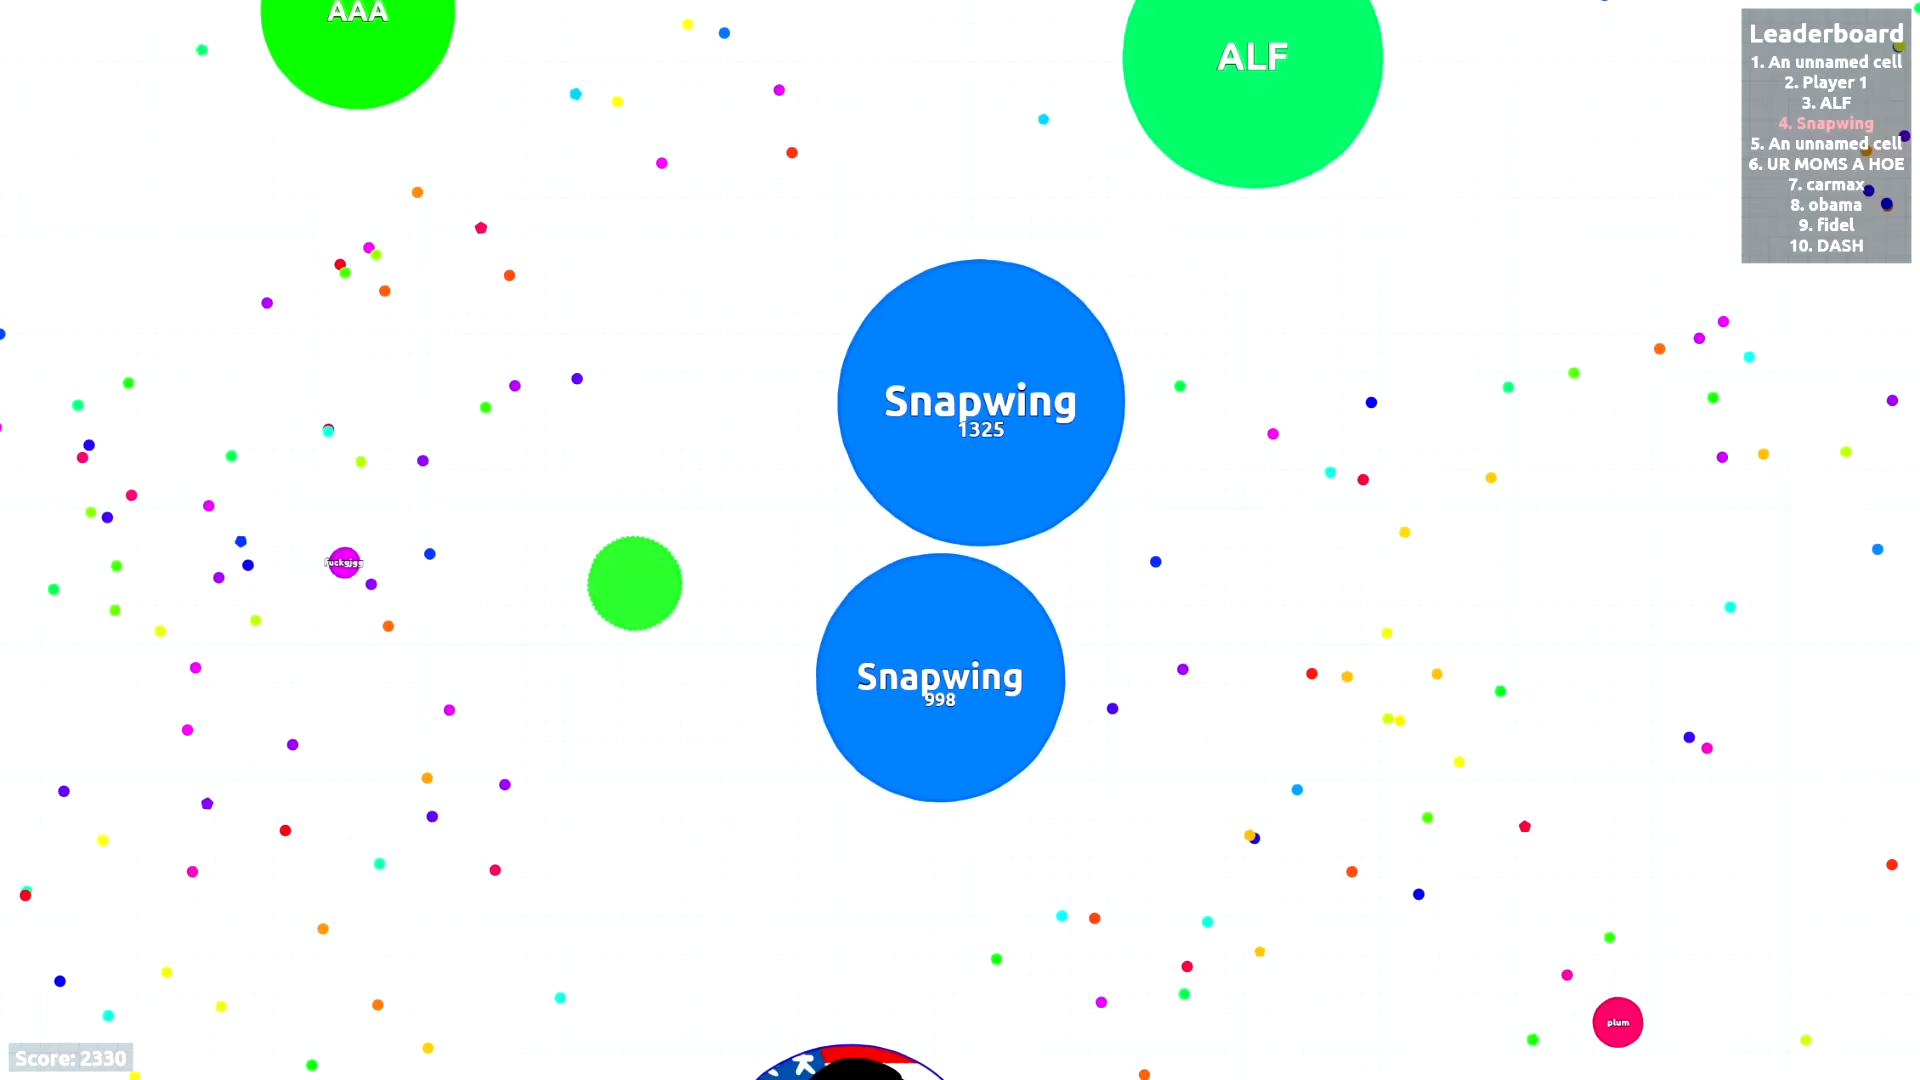 AAA
ALF
Leaderboard
1. An unnamed cell
2. Player 1
3. ALF
4. Snapwing
5. An unnamed cell
6. UR MOMS A HOE
7. carmax
8. obama
9. fidel
10. DASH
Snapwing
1325
fuckgjgg
Snapwing
998
plum
Score: 2330